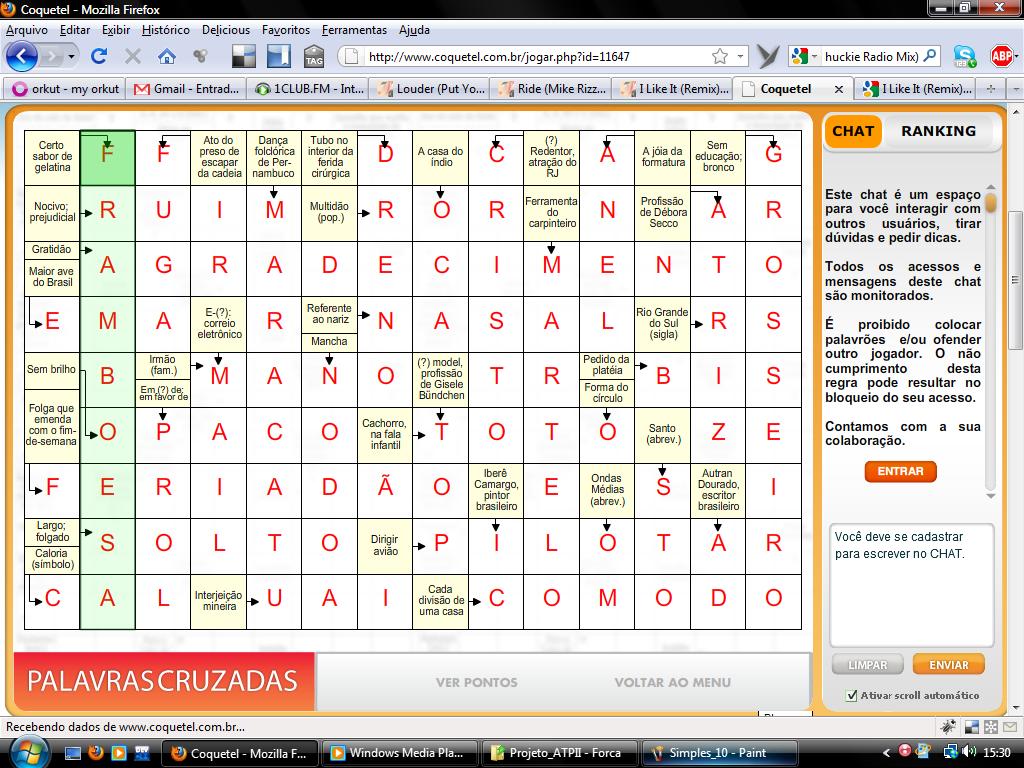 Coquetel - Mozilla Firefox
Arquivo Editar Exibir Histórico Delicious Favoritos Ferramentas Ajuda
TAG http://www.coquetel.com.br/jogar.php?id=11647 huckie Radio Mix) ABP
orkut - my orkut Gmail - Entrad... 1CLUB.FM - Int... Louder (Put Yo... Ride (Mike Rizz... I Like It (Remix)... Coquetel I Like It (Remix)...
Certo sabor de gelatina F F Ato do preso de escapar da cadeia Dança folclórica de Per-nambuco Tubo no interior da ferida cirúrgica D A casa do índio C (?) Redentor, atração do RJ A A jóia da formatura Sem educação; bronco G
Nocivo; prejudicial R U I M Multidão (pop.) R O R Ferramenta do carpinteiro N Profissão de Débora Secco A R
Gratidão Maior ave do Brasil A G R A D E C I M E N T O
E M A E-(?): correio eletrônico R Referente ao nariz Mancha N A S A L Rio Grande do Sul (sigla) R S
Sem brilho B Irmão (fam.) Em (?) de: em favor de M A N O (?) model, profissão de Gisele Bündchen T R Pedido da platéia Forma do círculo B I S
Folga que emenda com o fim-de-semana O P A C O Cachorro, na fala infantil T O T Ó Santo (abrev.) Z E
F E R I A D Ã O Iberê Camargo, pintor brasileiro E Ondas Médias (abrev.) S Autran Dourado, escritor brasileiro I
Largo; folgado Caloria (símbolo) S O L T O Dirigir avião P I L O T A R
C A L Interjeição mineira U A I Cada divisão de uma casa C O M O D O
PALAVRAS CRUZADAS VER PONTOS VOLTAR AO MENU
CHAT RANKING
Este chat é um espaço
para você interagir com
outros usuários, tirar
dúvidas e pedir dicas.
Todos os acessos e
mensagens deste chat
são monitorados.
É proibido colocar
palavrões e/ou ofender
outro jogador. O não
cumprimento desta
regra pode resultar no
bloqueio do seu acesso.
Contamos com a sua
colaboração.
ENTRAR
Você deve se cadastrar
para escrever no CHAT.
LIMPAR ENVIAR
Ativar scroll automático
Recebendo dados de www.coquetel.com.br...
Coquetel - Mozilla F... Windows Media Pla... Projeto_ATPII - Forca Simples_10 - Paint 15:30